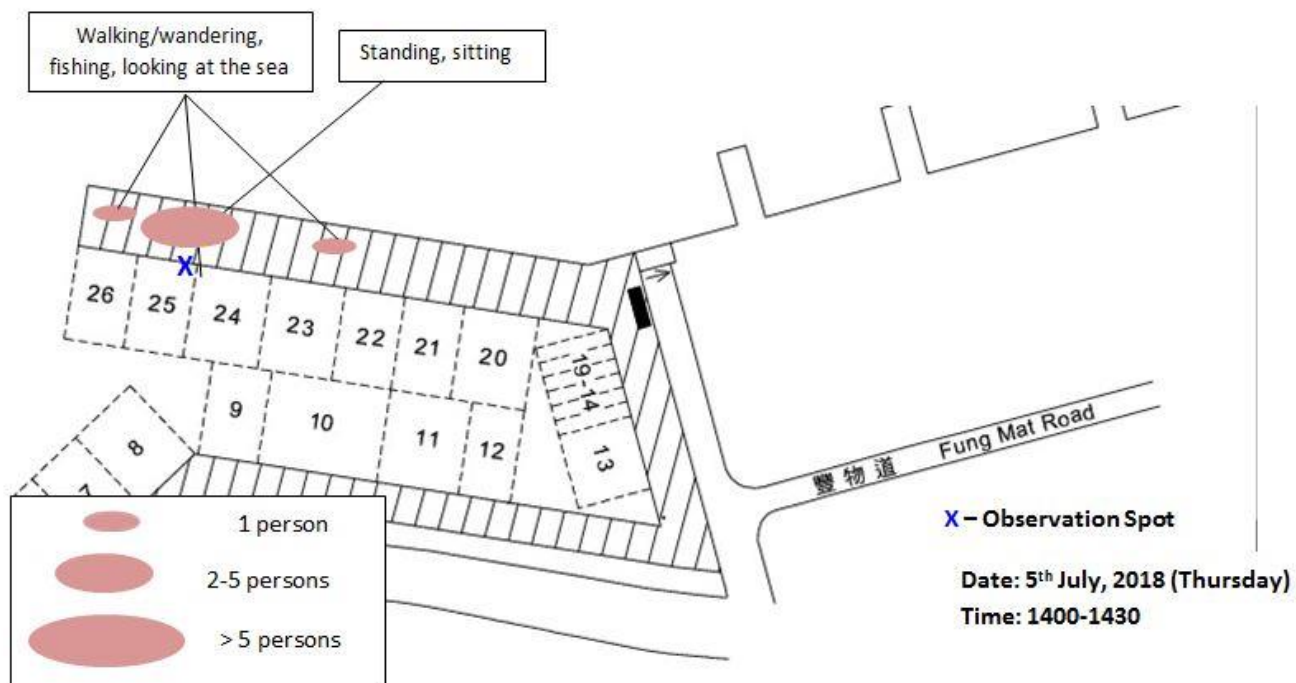 Walking/wandering,
fishing, looking at the sea
Standing, sitting
X
26
25
24
23
22
21
20
19-14
13
9
10
11
12
8
7
豐物道 Fung Mat Road
1 person
2-5 persons
> 5 persons
X – Observation Spot
Date: 5th July, 2018 (Thursday)
Time: 1400-1430